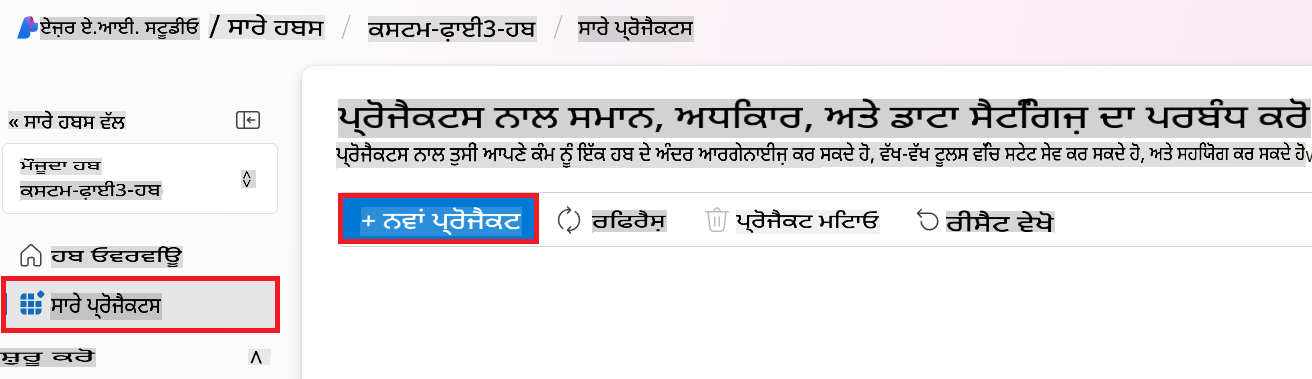 ਏਜ਼ਰ ਏ.ਆਈ. ਸਟੂਡੀਓ / ਸਾਰੇ ਹਬਸ / ਕਸਟਮ-ਫ਼ਾਈ3-ਹਬ / ਸਾਰੇ ਪ੍ਰੋਜੈਕਟਸ
« ਸਾਰੇ ਹਬਸ ਵੱਲ
ਮੌਜੂਦਾ ਹਬ
ਕਸਟਮ-ਫ਼ਾਈ3-ਹਬ
ਹਬ ਓਵਰਵਿਊ
ਸਾਰੇ ਪ੍ਰੋਜੈਕਟਸ
ਸ਼ੁਰੂ ਕਰੋ
ਪ੍ਰੋਜੈਕਟਸ ਨਾਲ ਸਮਾਨ, ਅਧਿਕਾਰ, ਅਤੇ ਡਾਟਾ ਸੈਟਿੰਗਜ਼ ਦਾ ਪਰਬੰਧ ਕਰੋ
ਪ੍ਰੋਜੈਕਟਸ ਨਾਲ ਤੁਸੀ ਆਪਣੇ ਕੰਮ ਨੂੰ ਇੱਕ ਹਬ ਦੇ ਅੰਦਰ ਆਰਗੇਨਾਈਜ਼ ਕਰ ਸਕਦੇ ਹੋ, ਵੱਖ-ਵੱਖ ਟੂਲਸ ਵਿੱਚ ਸਟੇਟ ਸੇਵ ਕਰ ਸਕਦੇ ਹੋ, ਅਤੇ ਸਹਯੋਗ ਕਰ ਸਕਦੇ ਹੋ
+ ਨਵਾਂ ਪ੍ਰੋਜੈਕਟ ਰਫਿਰੈਸ਼ ਪ੍ਰੋਜੈਕਟ ਮਟਿਾਓ ਰੀਸੈਟ ਵੇਖੋ